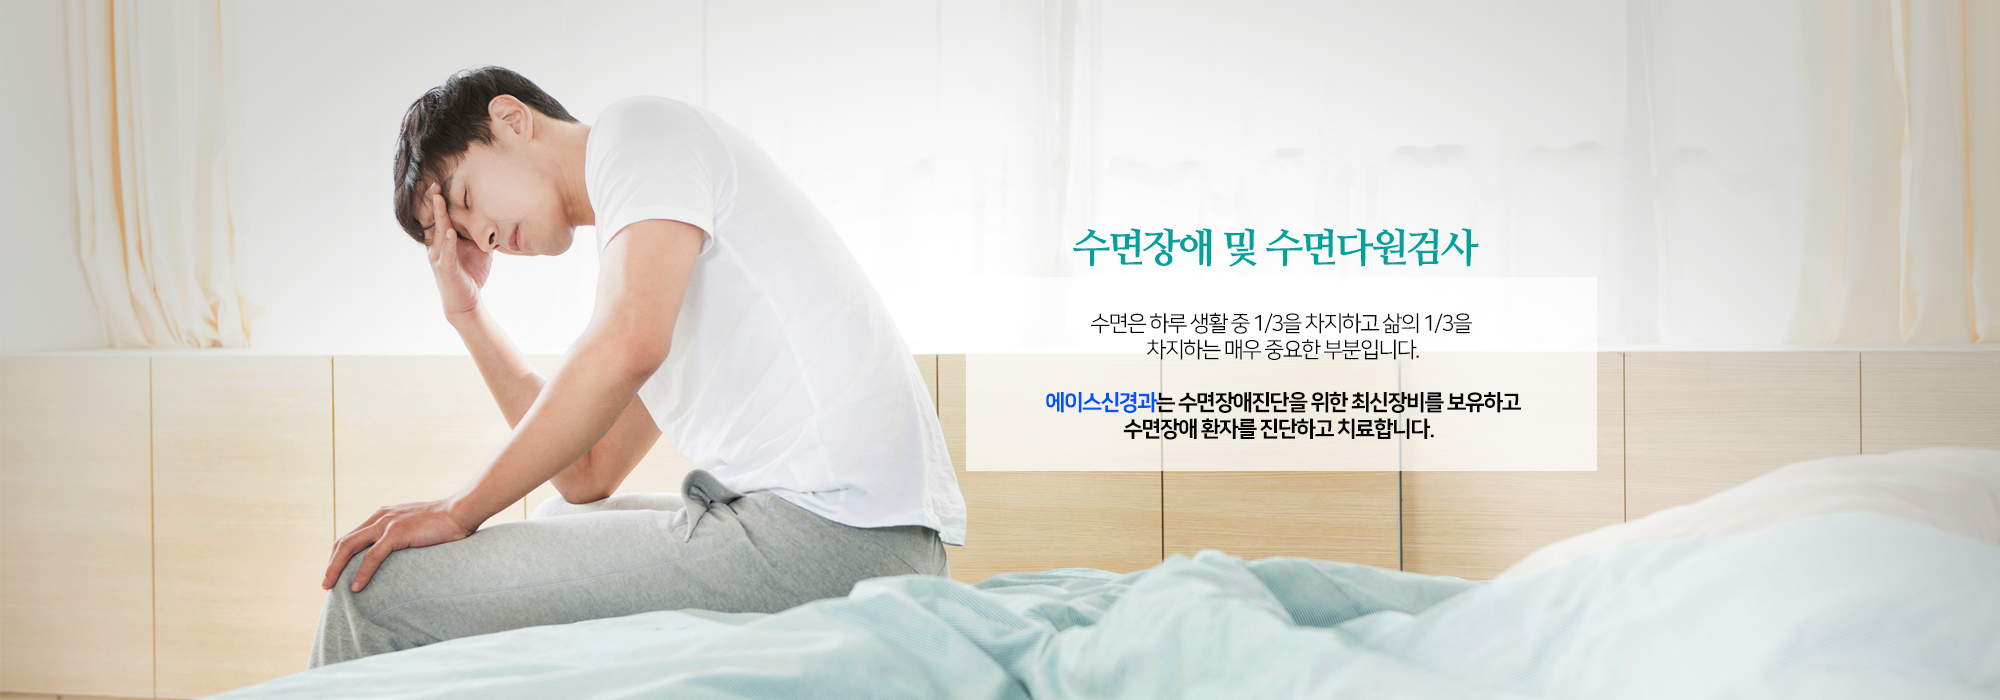 수면장애 및 수면다원검사
수면은 하루 생활 중 1/3을 차지하고 삶의 1/3을
차지하는 매우 중요한 부분입니다.
에이스신경과는 수면장애진단을 위한 최신장비를 보유하고
수면장애 환자를 진단하고 치료합니다.